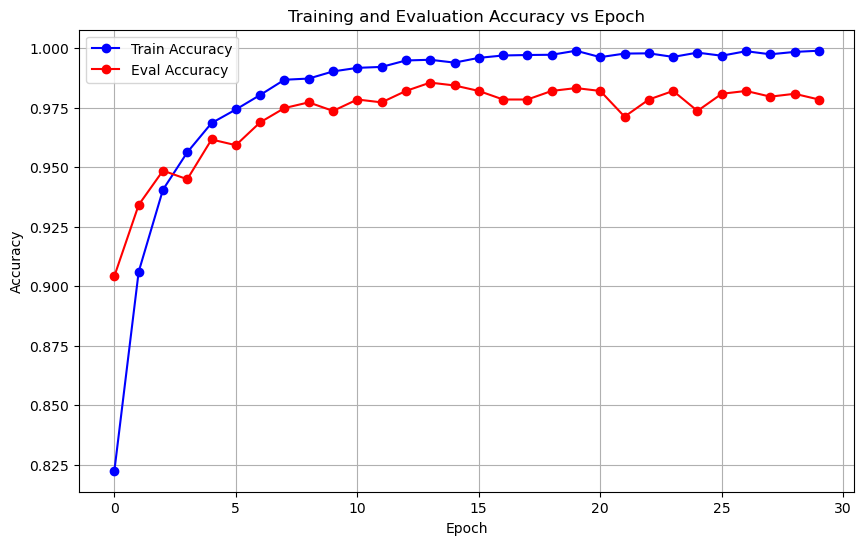 Training and Evaluation Accuracy vs Epoch
Train Accuracy
Eval Accuracy
1.000
0.975
0.950
0.925
0.900
0.875
0.850
0.825
Accuracy
0 5 10 15 20 25 30
Epoch